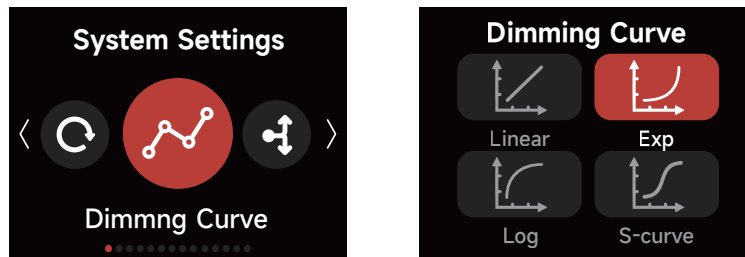 System Settings
Dimmng Curve
Dimming Curve
Linear
Exp
Log
S-curve